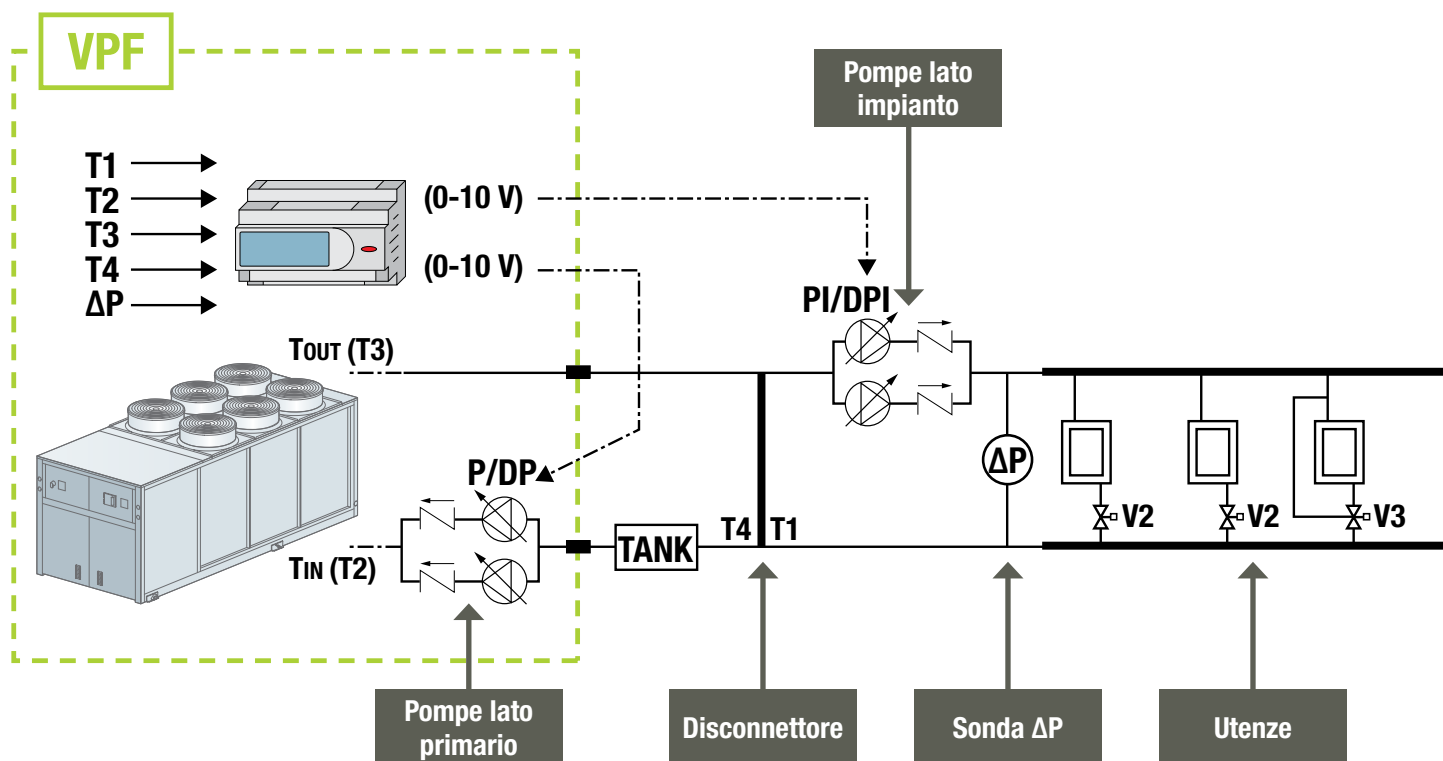 VPF
Pompe lato
impianto
T1
T2
T3
T4
ΔP
(0-10 V)
(0-10 V)
PI/DPI
TOUT (T3)
P/DP
ΔP
V2
V2
V3
TIN (T2)
TANK
T4
T1
Pompe lato
primario
Disconnettore
Sonda ΔP
Utenze